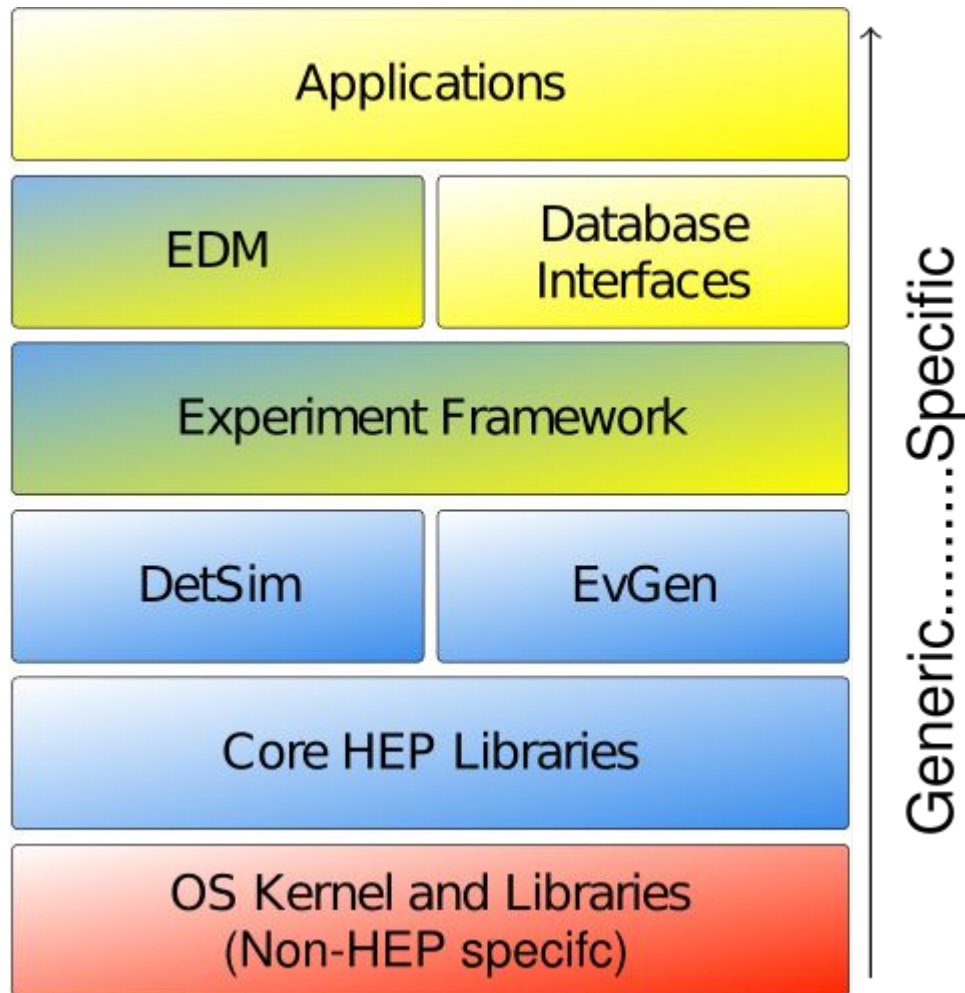 Applications
EDM
Database
Interfaces
Experiment Framework
DetSim
EvGen
Core HEP Libraries
OS Kernel and Libraries
(Non-HEP specifc)
Generic.........Specific